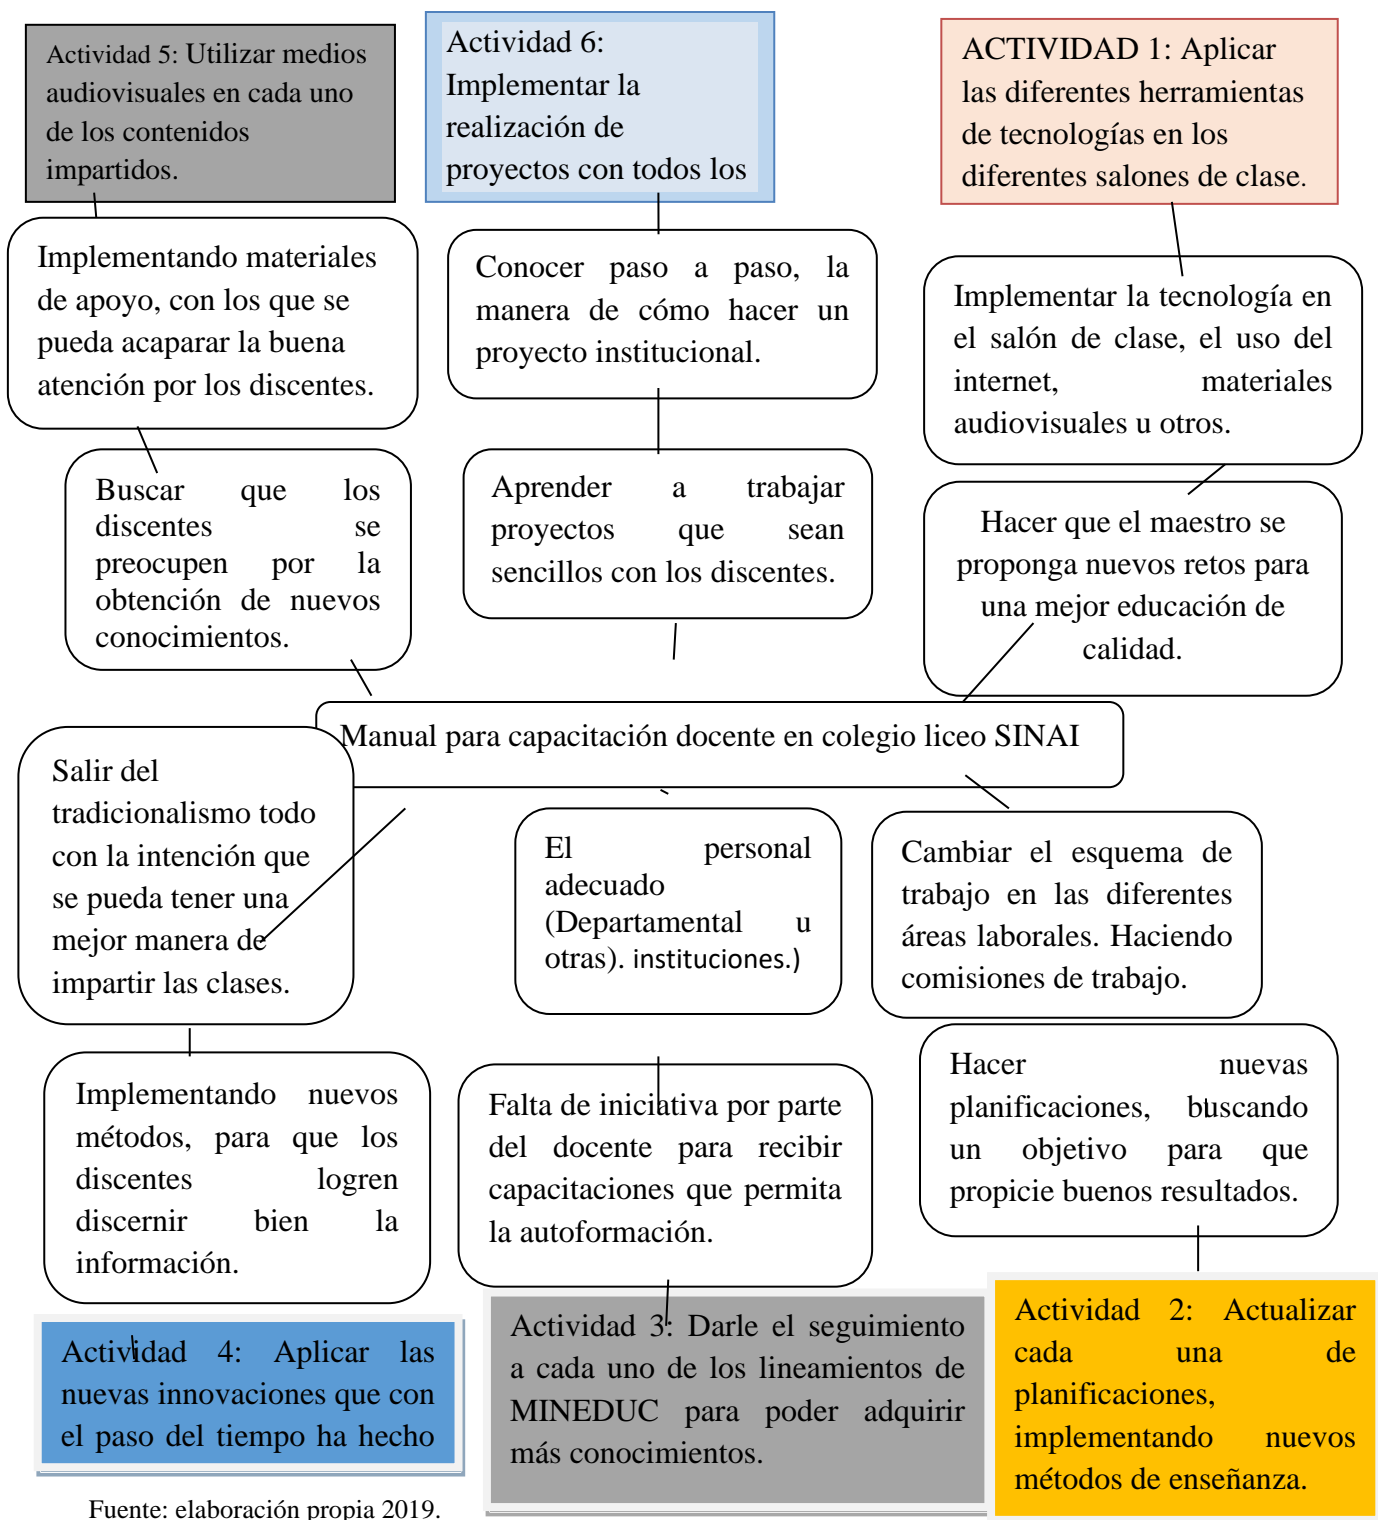 Actividad 5: Utilizar medios
audiovisuales en cada uno
de los contenidos
impartidos.
Actividad 6:
Implementar la
realización de
proyectos con todos los
ACTIVIDAD 1: Aplicar
las diferentes herramientas
de tecnologías en los
diferentes salones de clase.
Implementando materiales
de apoyo, con los que se
pueda acaparar la buena
atención por los discentes.
Conocer paso a paso, la
manera de cómo hacer un
proyecto institucional.
Implementar la tecnología en
el salón de clase, el uso del
internet, materiales
audiovisuales u otros.
Buscar que los
discentes se
preocupen por la
obtención de nuevos
conocimientos.
Aprender a trabajar
proyectos que sean
sencillos con los discentes.
Hacer que el maestro se
proponga nuevos retos para
una mejor educación de
calidad.
Manual para capacitación docente en colegio liceo SINAI
Salir del
tradicionalismo todo
con la intención que
se pueda tener una
mejor manera de
impartir las clases.
El personal
adecuado
(Departamental u
otras). instituciones.)
Cambiar el esquema de
trabajo en las diferentes
áreas laborales. Haciendo
comisiones de trabajo.
Implementando nuevos
métodos, para que los
discentes logren
discernir bien la
información.
Falta de iniciativa por parte
del docente para recibir
capacitaciones que permita
la autoformación.
Hacer nuevas
planificaciones, buscando
un objetivo para que
propicie buenos resultados.
Actividad 4: Aplicar las
nuevas innovaciones que con
el paso del tiempo ha hecho
Actividad 3: Darle el seguimiento
a cada uno de los lineamientos de
MINEDUC para poder adquirir
más conocimientos.
Actividad 2: Actualizar
cada una de
planificaciones,
implementando nuevos
métodos de enseñanza.
Fuente: elaboración propia 2019.